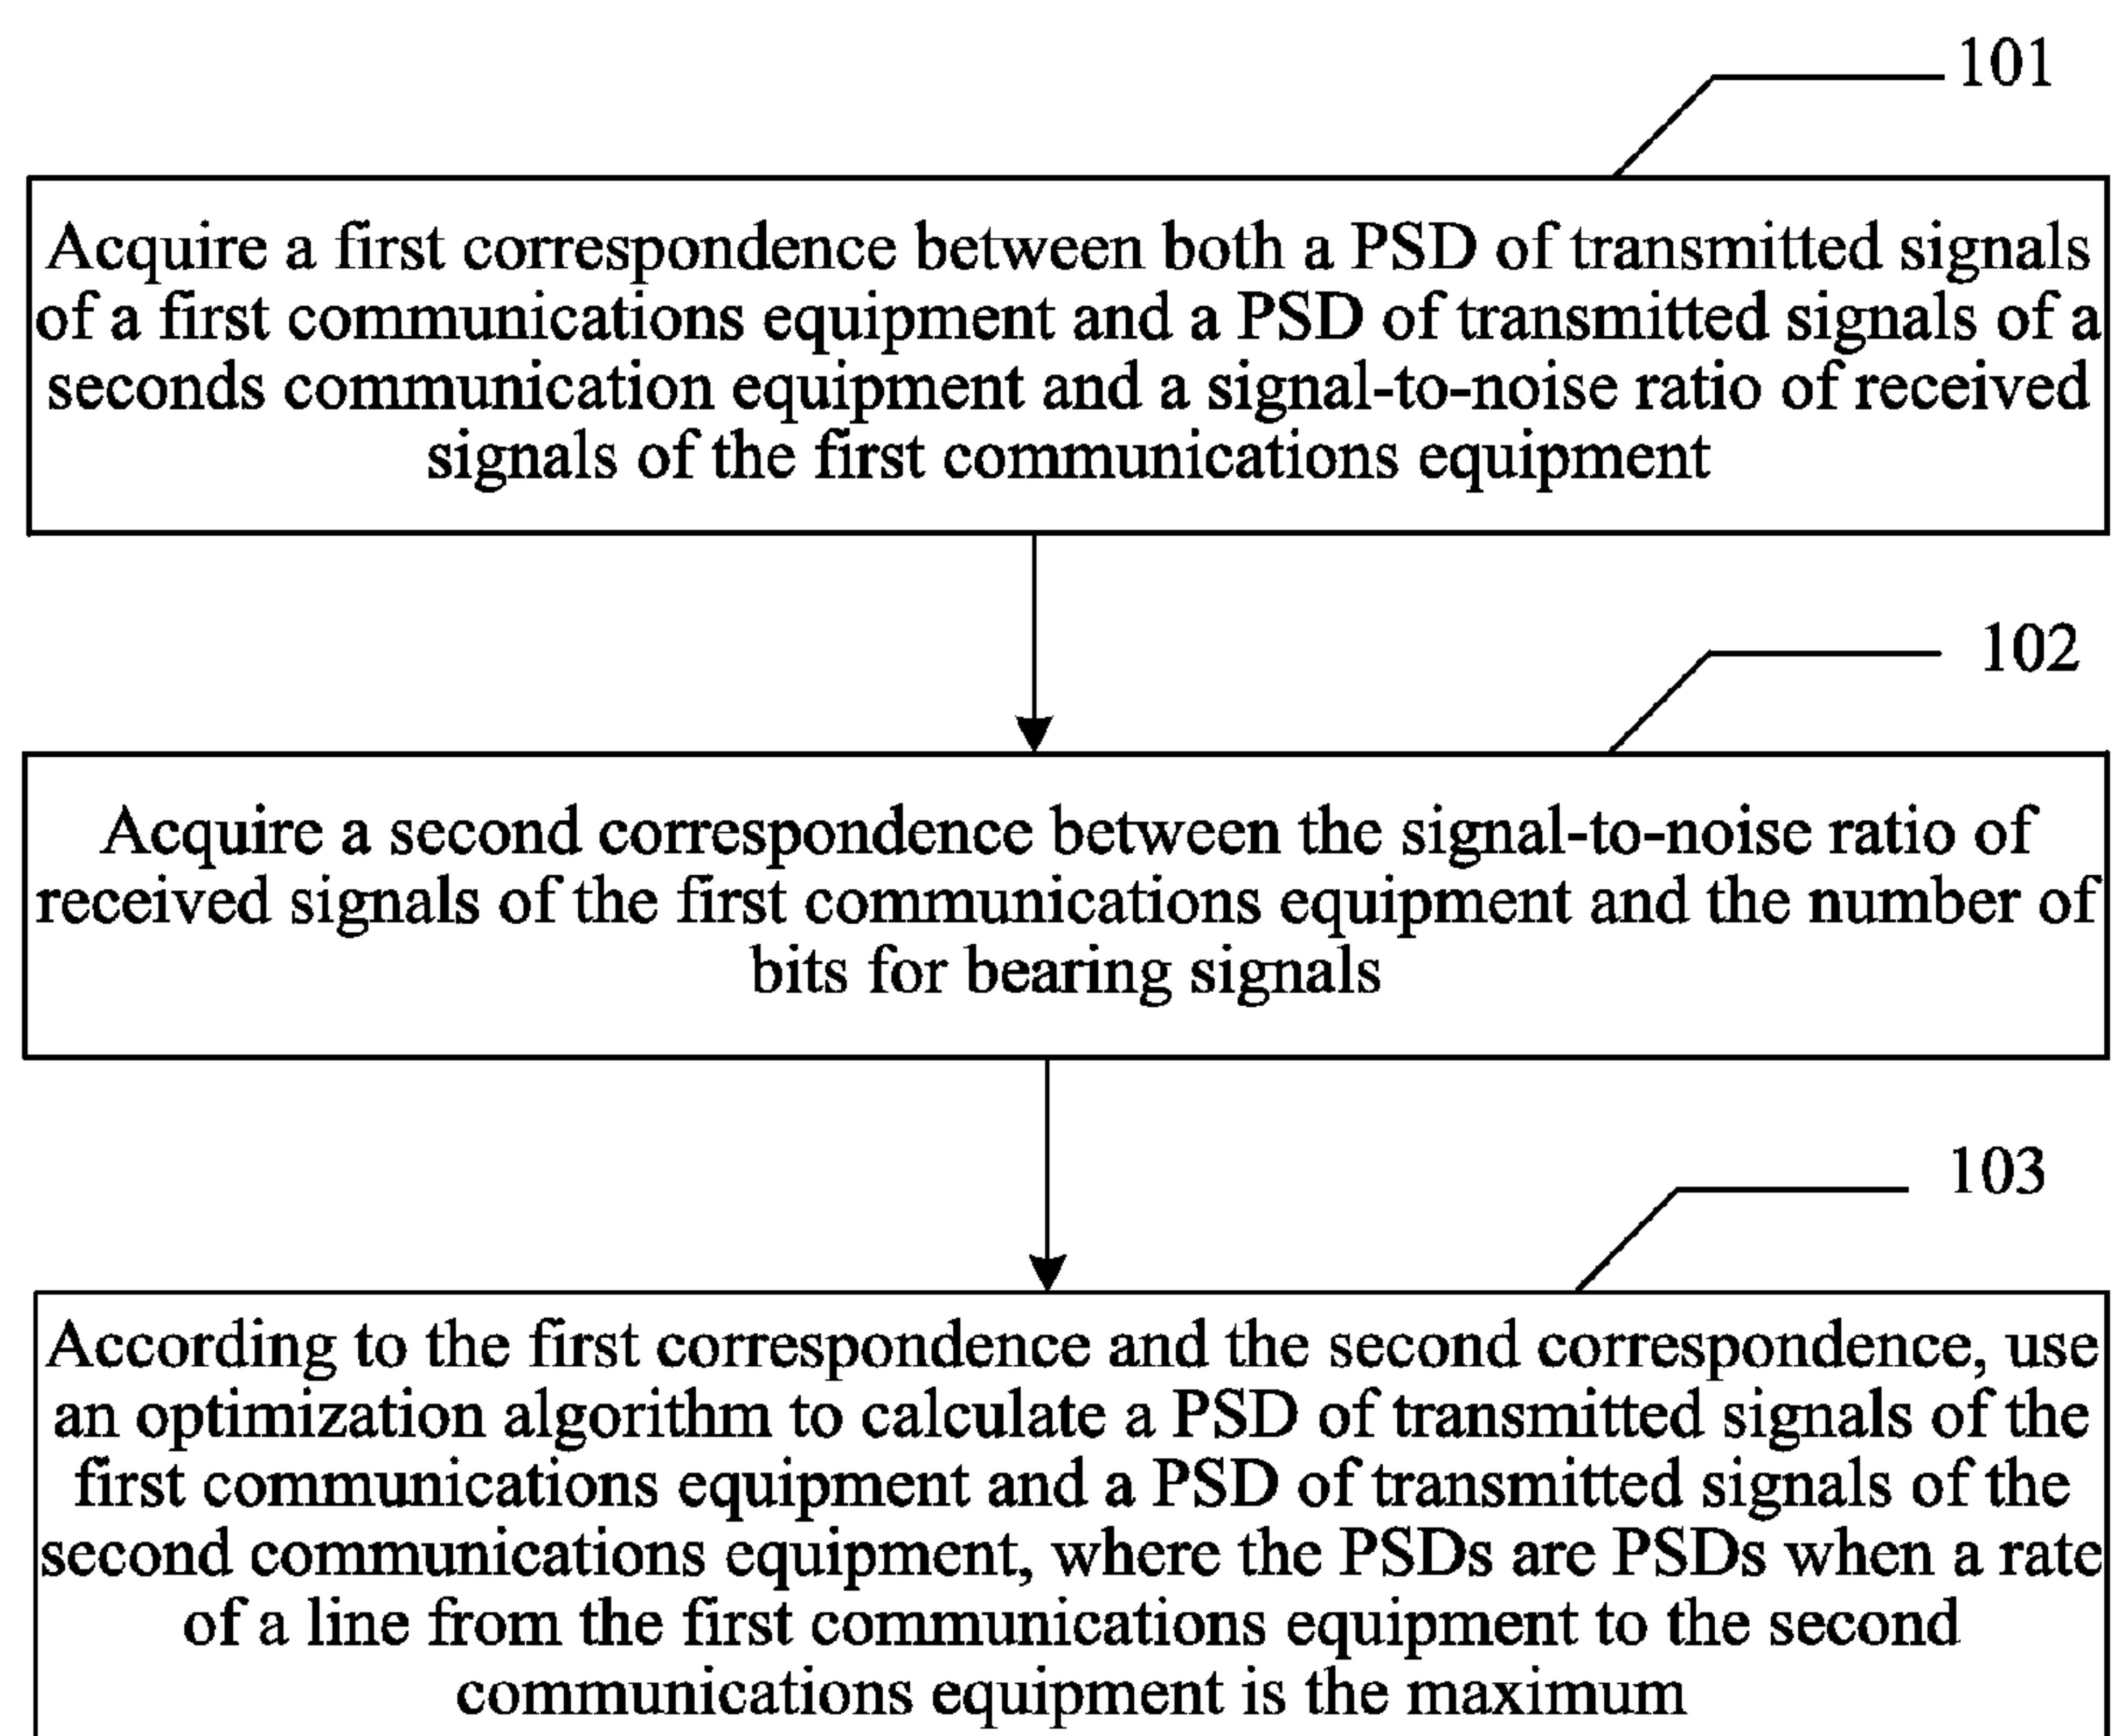 101
Acquire a first correspondence between both a PSD of transmitted signals
of a first communications equipment and a PSD of transmitted signals of a
seconds communication equipment and a signal-to-noise ratio of received
signals of the first communications equipment
102
Acquire a second correspondence between the signal-to-noise ratio of
received signals of the first communications equipment and the number of
bits for bearing signals
103
According to the first correspondence and the second correspondence, use
an optimization algorithm to calculate a PSD of transmitted signals of the
first communications equipment and a PSD of transmitted signals of the
second communications equipment, where the PSDs are PSDs when a rate
of a line from the first communications equipment to the second
communications equipment is the maximum